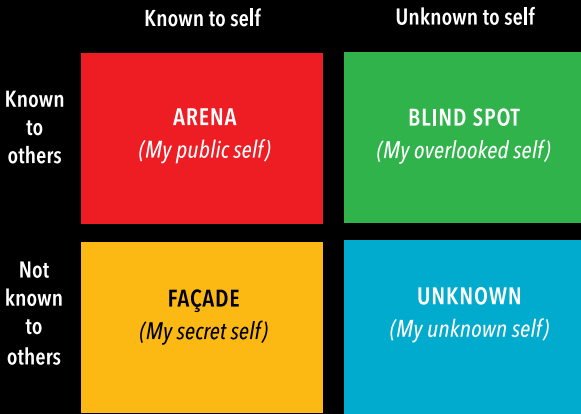 Known to self
Unknown to self
Known
to
others
ARENA
(My public self)
BLIND SPOT
(My overlooked self)
Not
known
to
others
FAÇADE
(My secret self)
UNKNOWN
(My unknown self)